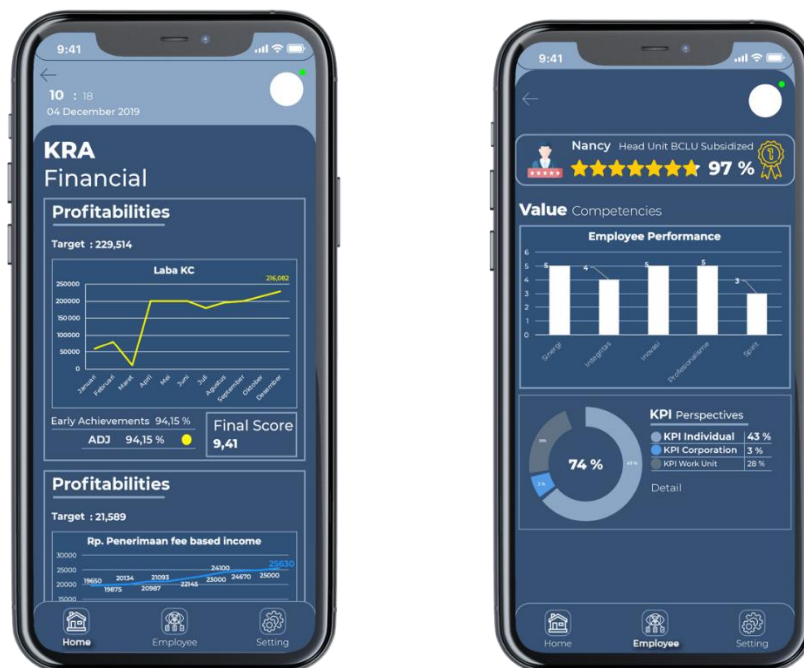 9:41
10 : 18
04 December 2019
KRA
Financial
Profitabilities
Target : 229,514
Laba KC
216,082
250000
200000
150000
100000
50000
0
Januari
Februari
Maret
April
Mei
Juni
Juli
Agustus
September
Oktober
Desember
Early Achievements 94,15 %
ADJ 94,15 %
Final Score
9,41
Profitabilities
Target : 21,589
Rp. Penerimaan fee based income
30000
25000
20000
15000
19650
19875
20134
20987
21093
22145
24100
23000
24670
25000
25630
Home
Employee
Setting
9:41
Nancy Head Unit BCLU Subsidized
97 %
1
Value Competencies
Employee Performance
6
5
4
3
2
1
0
5
4
5
5
3
Sinergi
Integritas
Inovasi
Profesionalisme
Spirit
74 %
43 %
3 %
KPI Perspectives
KPI Individual 43 %
KPI Corporation 3 %
KPI Work Unit 28 %
Detail
Home
Employee
Setting